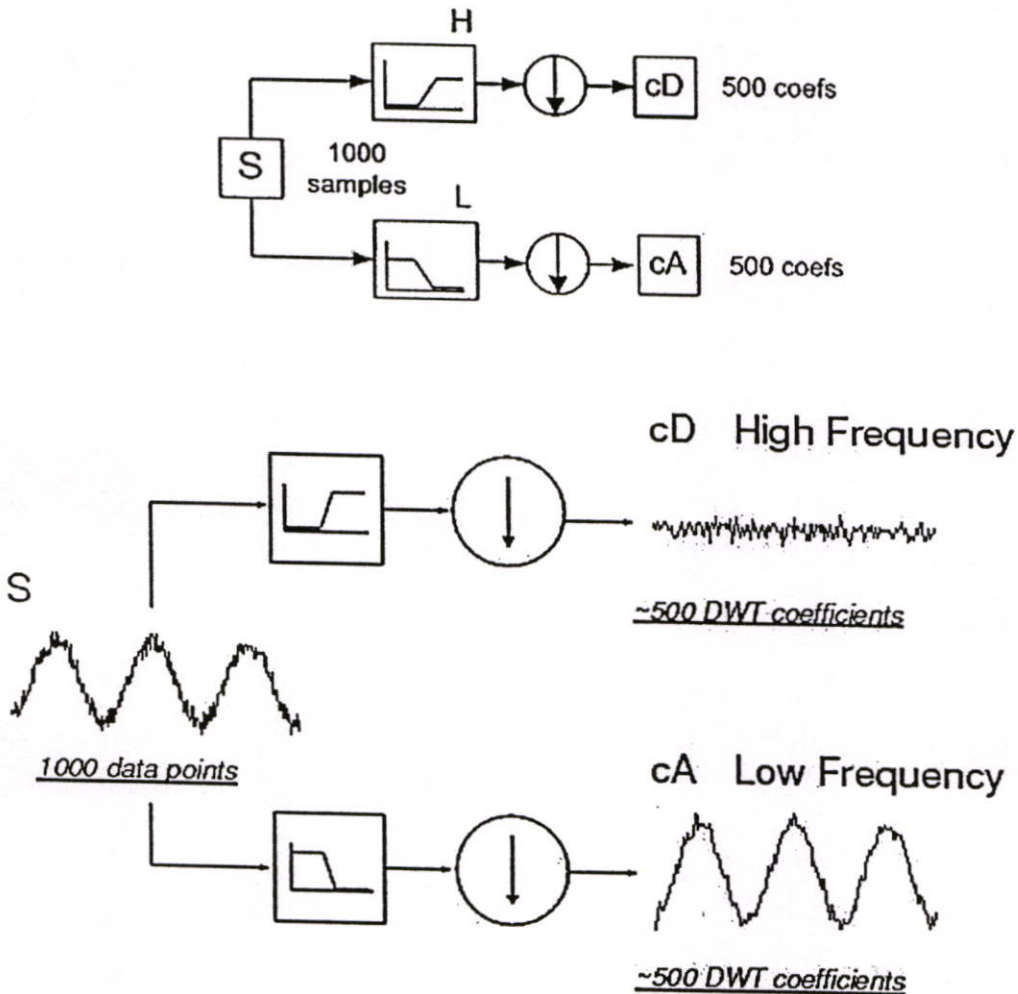 H
cD
500 coefs
S
1000
samples
L
cA
500 coefs
cD High Frequency
S
~500 DWT coefficients
1000 data points
cA Low Frequency
~500 DWT coefficients